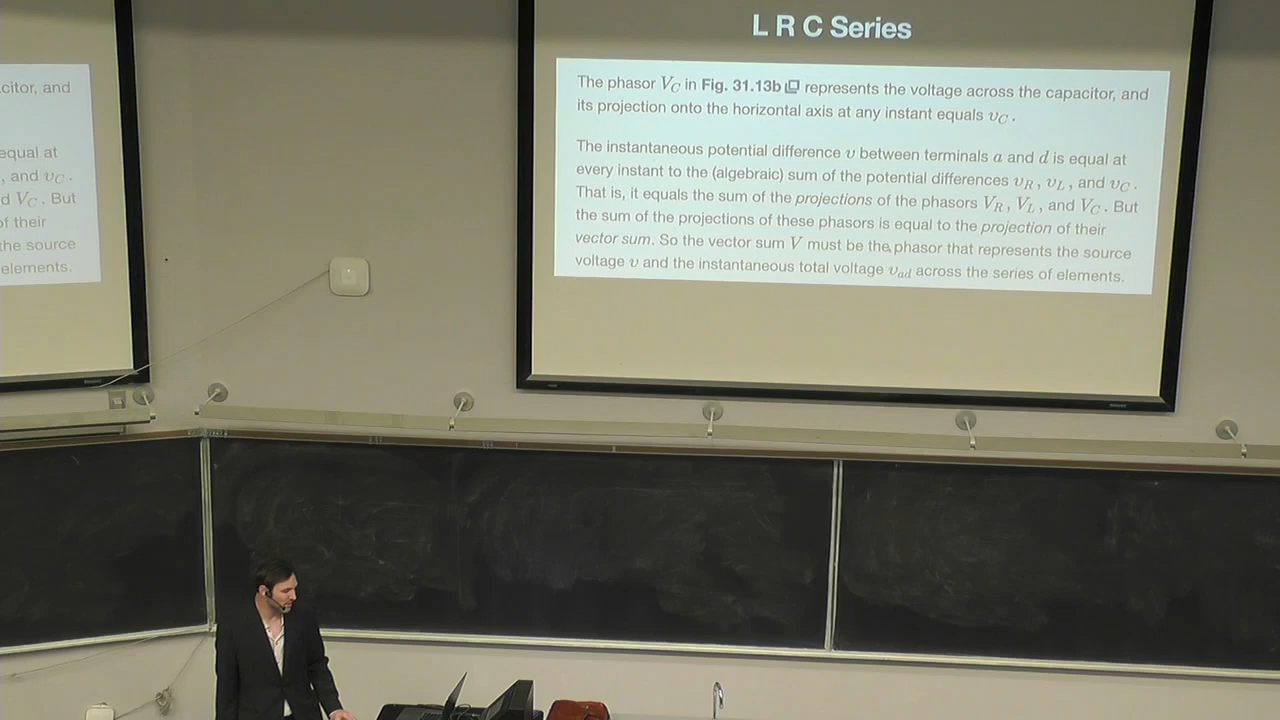 L R C Series
The phasor V_C in Fig. 31.13b represents the voltage across the capacitor, and
its projection onto the horizontal axis at any instant equals v_C.
The instantaneous potential difference v between terminals a and d is equal at
every instant to the (algebraic) sum of the potential differences v_R, v_L, and v_C.
That is, it equals the sum of the projections of the phasors V_R, V_L, and V_C. But
the sum of the projections of these phasors is equal to the projection of their
vector sum. So the vector sum V must be the phasor that represents the source
voltage v and the instantaneous total voltage v_ad across the series of elements.
citor, and
equal at
, and v_C.
d V_C. But
of their
the source
elements.